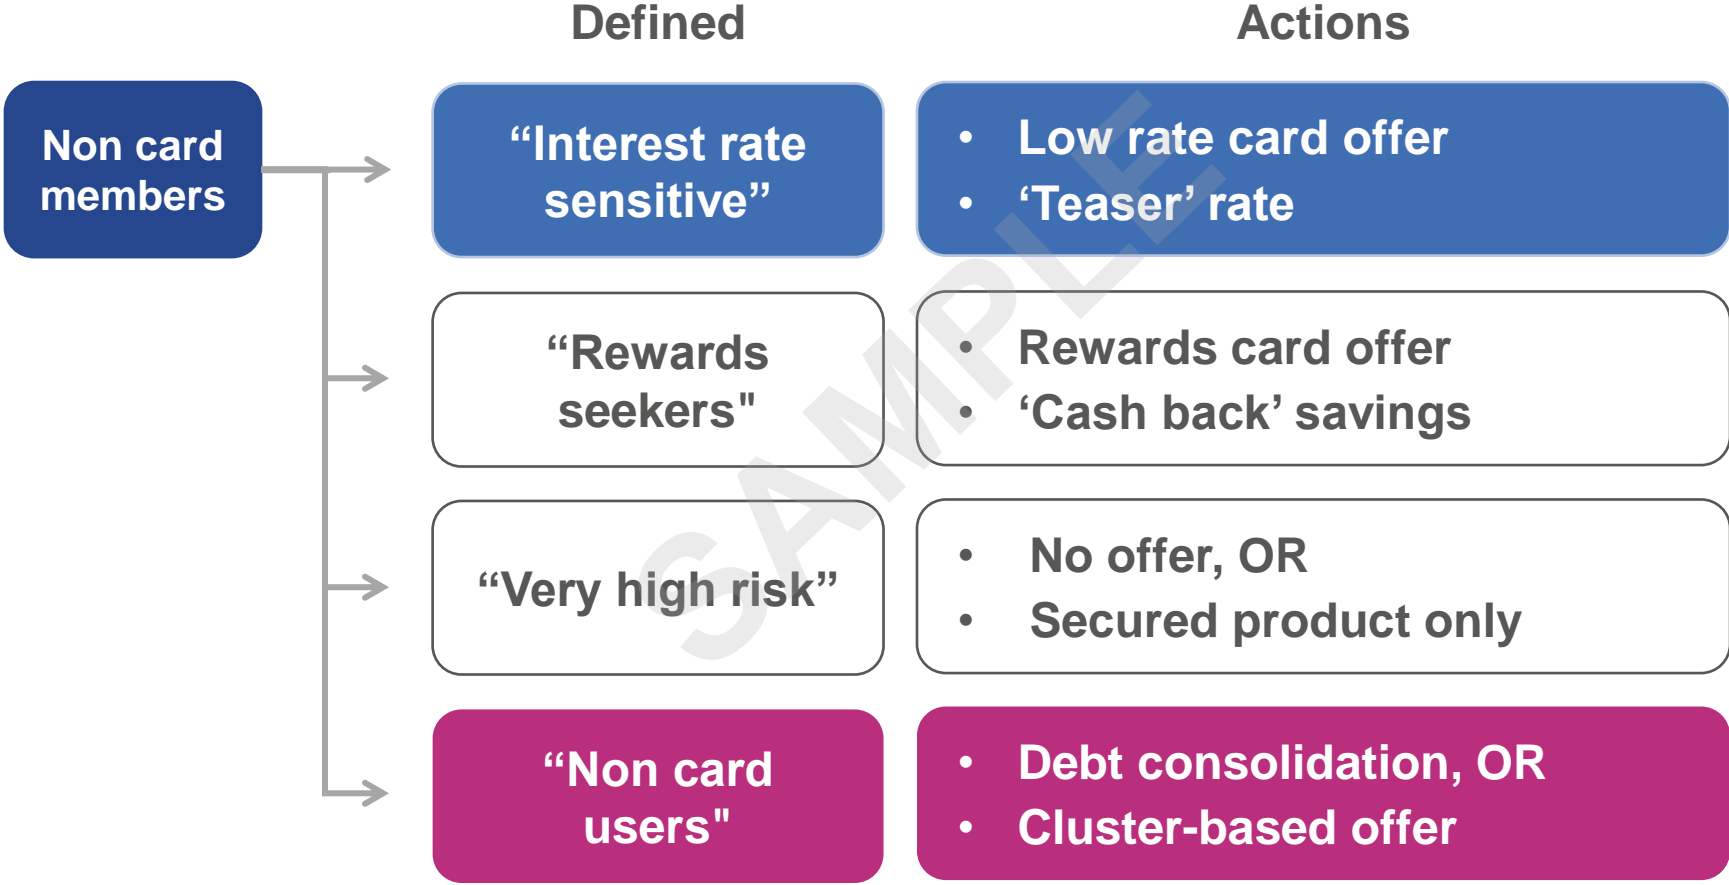 Defined
Actions
Non card
members
“Interest rate
sensitive”
• Low rate card offer
• ‘Teaser’ rate
“Rewards
seekers"
• Rewards card offer
• ‘Cash back’ savings
“Very high risk”
• No offer, OR
• Secured product only
“Non card
users"
• Debt consolidation, OR
• Cluster-based offer
SAMPLE